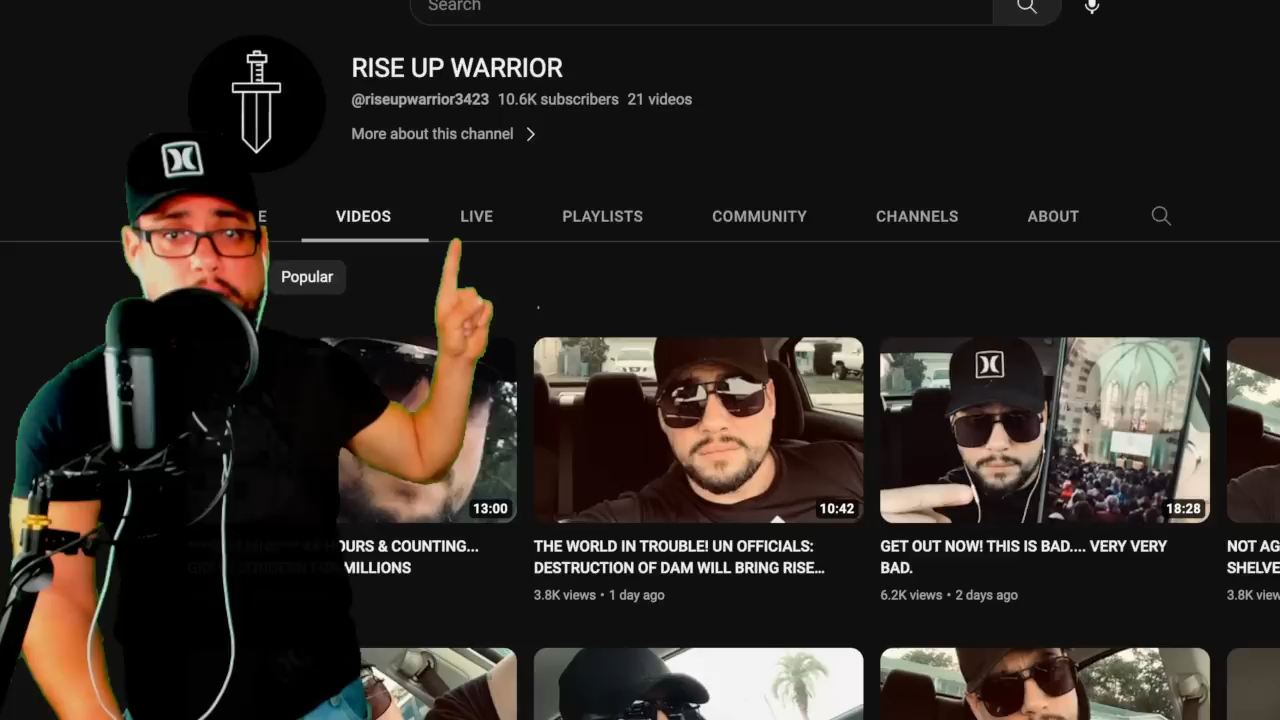 Search
RISE UP WARRIOR
@riseupwarrior3423 10.6K subscribers 21 videos
More about this channel
E VIDEOS LIVE PLAYLISTS COMMUNITY CHANNELS ABOUT
Popular
13:00 10:42 18:28
OURS & COUNTING...
MILLIONS
THE WORLD IN TROUBLE! UN OFFICIALS:
DESTRUCTION OF DAM WILL BRING RISE...
3.8K views • 1 day ago
GET OUT NOW! THIS IS BAD.... VERY VERY
BAD.
6.2K views • 2 days ago
NOT AG
SHELVE
3.8K view